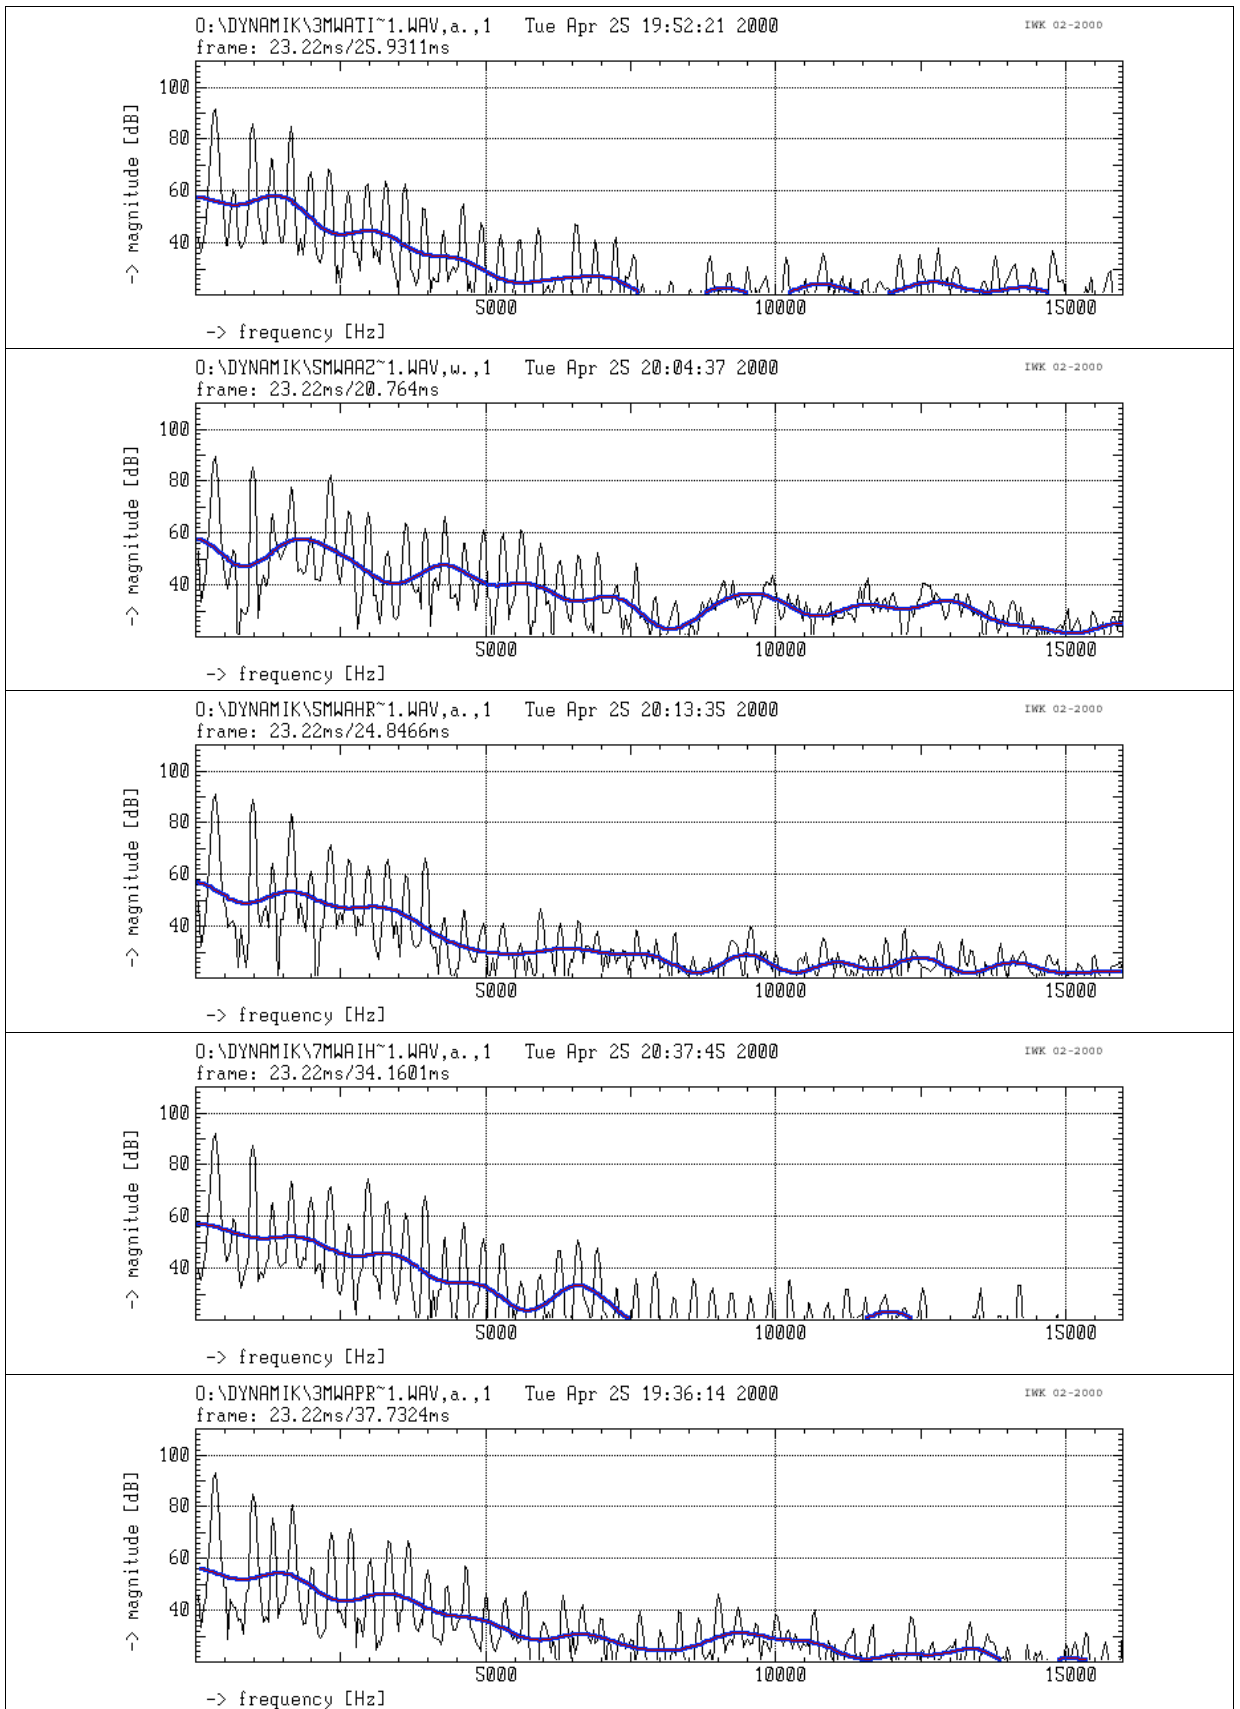 O:\DYNAMIK\3MWATI~1.WAV,a.,1 Tue Apr 25 19:52:21 2000 IWK 02-2000
frame: 23.22ms/25.9311ms
100
80
60
40
-> magnitude [dB]
5000 10000 15000
-> frequency [Hz]
O:\DYNAMIK\5MWAAZ~1.WAV,w.,1 Tue Apr 25 20:04:37 2000 IWK 02-2000
frame: 23.22ms/20.764ms
100
80
60
40
-> magnitude [dB]
5000 10000 15000
-> frequency [Hz]
O:\DYNAMIK\5MWAHR~1.WAV,a.,1 Tue Apr 25 20:13:35 2000 IWK 02-2000
frame: 23.22ms/24.8466ms
100
80
60
40
-> magnitude [dB]
5000 10000 15000
-> frequency [Hz]
O:\DYNAMIK\7MWAIH~1.WAV,a.,1 Tue Apr 25 20:37:45 2000 IWK 02-2000
frame: 23.22ms/34.1601ms
100
80
60
40
-> magnitude [dB]
5000 10000 15000
-> frequency [Hz]
O:\DYNAMIK\3MWAPR~1.WAV,a.,1 Tue Apr 25 19:36:14 2000 IWK 02-2000
frame: 23.22ms/37.7324ms
100
80
60
40
-> magnitude [dB]
5000 10000 15000
-> frequency [Hz]